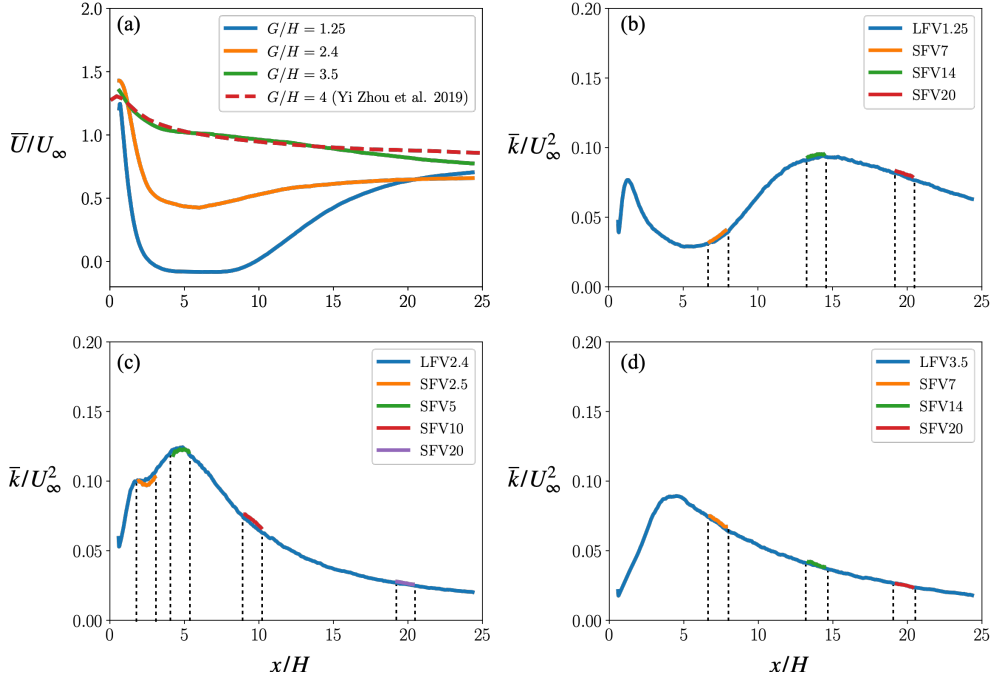 (a)
G/H = 1.25
G/H = 2.4
G/H = 3.5
G/H = 4 (Yi Zhou et al. 2019)
U̅/U∞
2.0
1.5
1.0
0.5
0.0
0 5 10 15 20 25
(b)
LFV1.25
SFV7
SFV14
SFV20
k̅/U∞²
0.20
0.15
0.10
0.05
0.00
0 5 10 15 20 25
(c)
LFV2.4
SFV2.5
SFV5
SFV10
SFV20
k̅/U∞²
0.20
0.15
0.10
0.05
0.00
0 5 10 15 20 25
x/H
(d)
LFV3.5
SFV7
SFV14
SFV20
k̅/U∞²
0.20
0.15
0.10
0.05
0.00
0 5 10 15 20 25
x/H